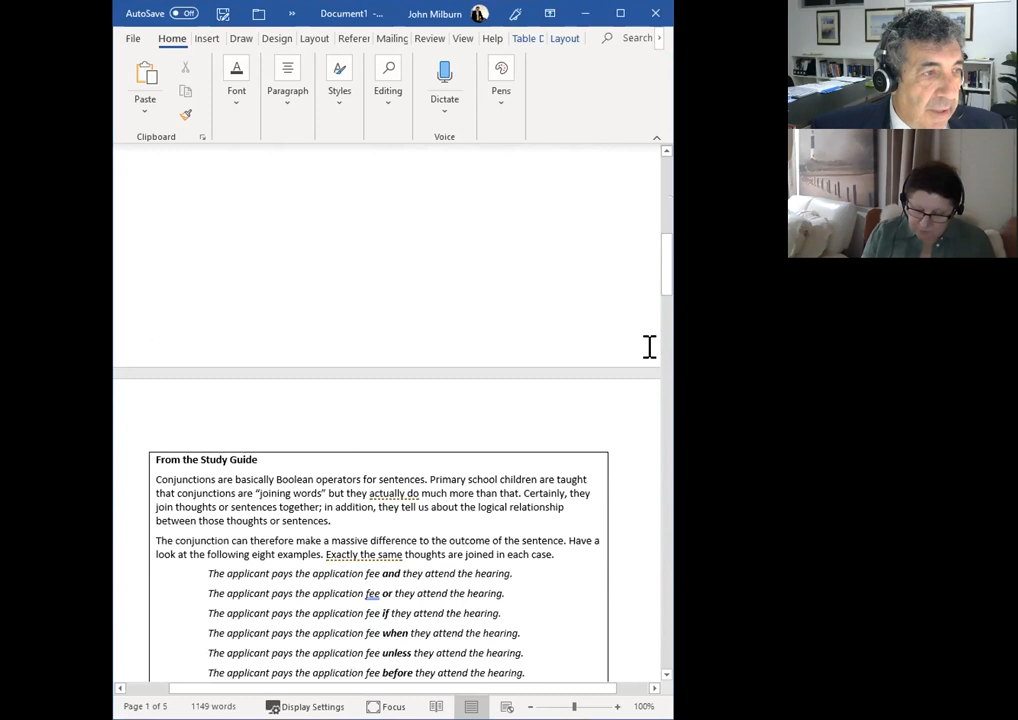 AutoSave Off Document1 -... John Milburn
File Home Insert Draw Design Layout Referen Mailing Review View Help Table D Layout Search
Paste Font Paragraph Styles Editing Dictate Pens
Clipboard Voice
From the Study Guide
Conjunctions are basically Boolean operators for sentences. Primary school children are taught
that conjunctions are “joining words” but they actually do much more than that. Certainly, they
join thoughts or sentences together; in addition, they tell us about the logical relationship
between those thoughts or sentences.
The conjunction can therefore make a massive difference to the outcome of the sentence. Have a
look at the following eight examples. Exactly the same thoughts are joined in each case.
The applicant pays the application fee and they attend the hearing.
The applicant pays the application fee or they attend the hearing.
The applicant pays the application fee if they attend the hearing.
The applicant pays the application fee when they attend the hearing.
The applicant pays the application fee unless they attend the hearing.
The applicant pays the application fee before they attend the hearing.
Page 1 of 5 1149 words Display Settings Focus 100%